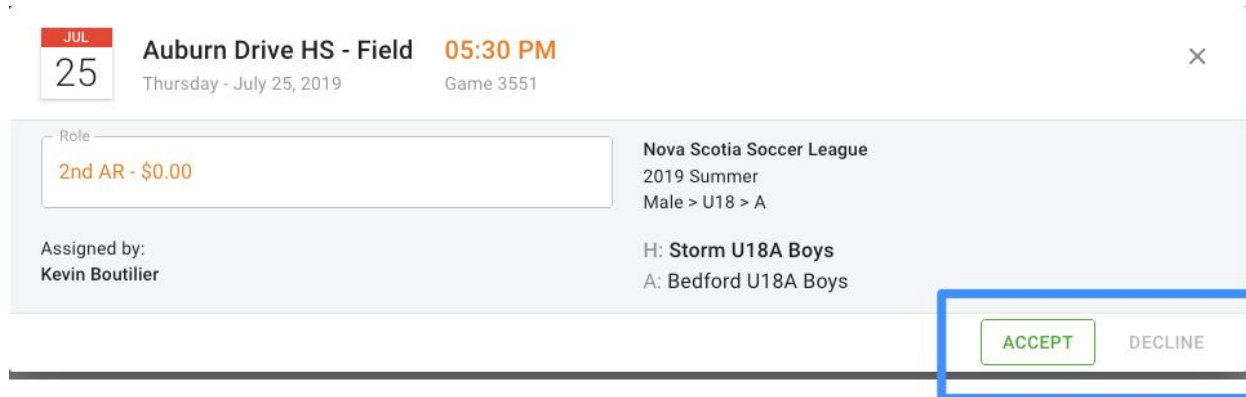 JUL
25
Auburn Drive HS - Field
05:30 PM
Thursday - July 25, 2019
Game 3551
Role
2nd AR - $0.00
Assigned by:
Kevin Boutilier
Nova Scotia Soccer League
2019 Summer
Male > U18 > A
H: Storm U18A Boys
A: Bedford U18A Boys
ACCEPT
DECLINE